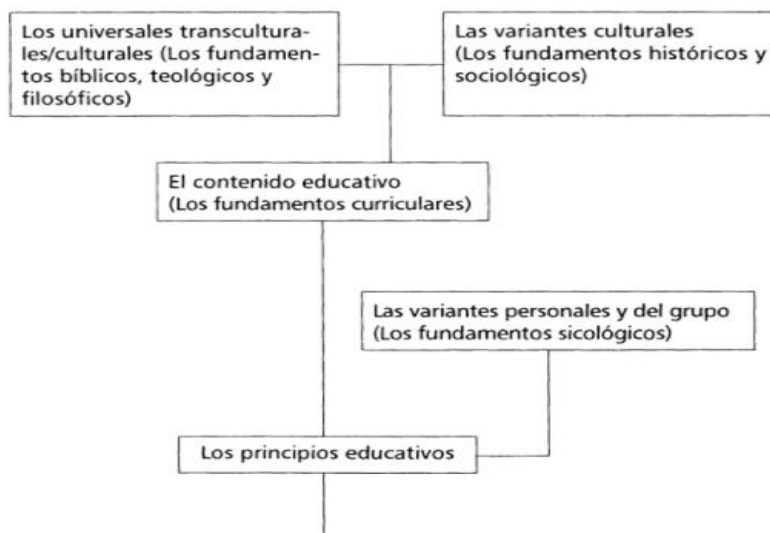 Los universales transcultura-
les/culturales (Los fundamen-
tos bíblicos, teológicos y
filosóficos)
Las variantes culturales
(Los fundamentos históricos y
sociológicos)
El contenido educativo
(Los fundamentos curriculares)
Las variantes personales y del grupo
(Los fundamentos sicológicos)
Los principios educativos